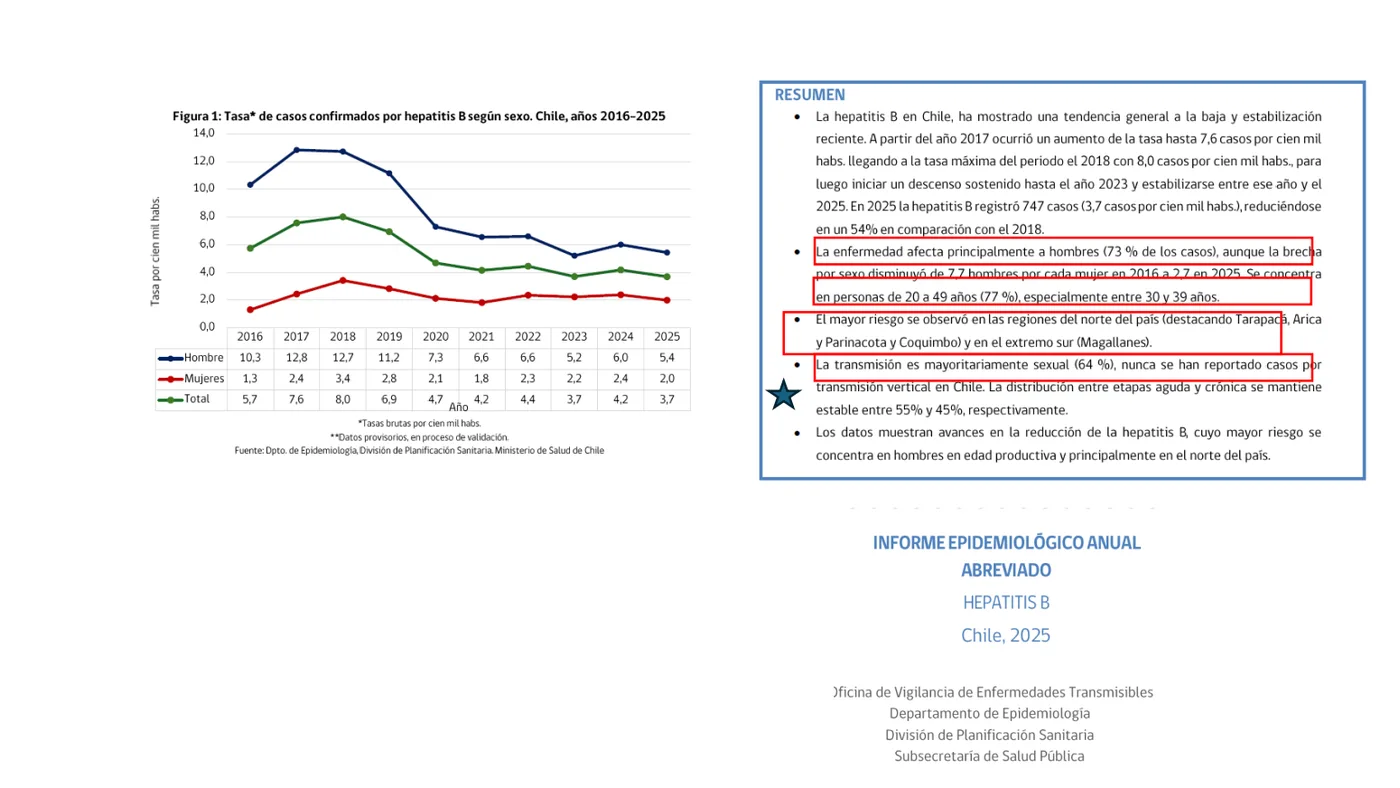 Figura 1: Tasa* de casos confirmados por hepatitis B según sexo. Chile, años 2016-2025
Tasa por cien mil habs.
14,0
12,0
10,0
8,0
6,0
4,0
2,0
0,0
2016 2017 2018 2019 2020 2021 2022 2023 2024 2025
Hombre 10,3 12,8 12,7 11,2 7,3 6,6 6,6 5,2 6,0 5,4
Mujeres 1,3 2,4 3,4 2,8 2,1 1,8 2,3 2,2 2,4 2,0
Total 5,7 7,6 8,0 6,9 4,7 4,2 4,4 3,7 4,2 3,7
Año
*Tasas brutas por cien mil habs.
**Datos provisorios, en proceso de validación.
Fuente: Dpto. de Epidemiología, División de Planificación Sanitaria. Ministerio de Salud de Chile
RESUMEN
• La hepatitis B en Chile, ha mostrado una tendencia general a la baja y estabilización
reciente. A partir del año 2017 ocurrió un aumento de la tasa hasta 7,6 casos por cien mil
habs. llegando a la tasa máxima del periodo el 2018 con 8,0 casos por cien mil habs., para
luego iniciar un descenso sostenido hasta el año 2023 y estabilizarse entre ese año y el
2025. En 2025 la hepatitis B registró 747 casos (3,7 casos por cien mil habs.), reduciéndose
en un 54% en comparación con el 2018.
• La enfermedad afecta principalmente a hombres (73 % de los casos), aunque la brecha
por sexo disminuyó de 7,7 hombres por cada mujer en 2016 a 2,7 en 2025. Se concentra
en personas de 20 a 49 años (77 %), especialmente entre 30 y 39 años.
• El mayor riesgo se observó en las regiones del norte del país (destacando Tarapacá, Arica
y Parinacota y Coquimbo) y en el extremo sur (Magallanes).
• La transmisión es mayoritariamente sexual (64 %), nunca se han reportado casos por
transmisión vertical en Chile. La distribución entre etapas aguda y crónica se mantiene
estable entre 55% y 45%, respectivamente.
• Los datos muestran avances en la reducción de la hepatitis B, cuyo mayor riesgo se
concentra en hombres en edad productiva y principalmente en el norte del país.
INFORME EPIDEMIOLÓGICO ANUAL
ABREVIADO
HEPATITIS B
Chile, 2025
Oficina de Vigilancia de Enfermedades Transmisibles
Departamento de Epidemiología
División de Planificación Sanitaria
Subsecretaría de Salud Pública